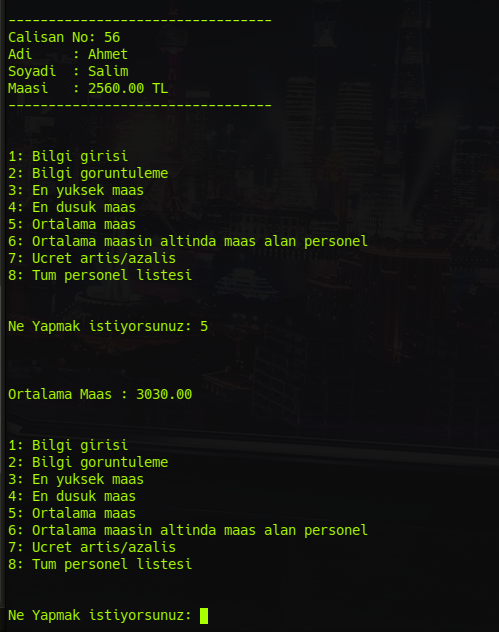 ---------------------------------
Calisan No: 56
Adi     : Ahmet
Soyadi  : Salim
Maasi   : 2560.00 TL
---------------------------------
1: Bilgi girisi
2: Bilgi goruntuleme
3: En yuksek maas
4: En dusuk maas
5: Ortalama maas
6: Ortalama maasin altinda maas alan personel
7: Ucret artis/azalis
8: Tum personel listesi
Ne Yapmak istiyorsunuz: 5
Ortalama Maas : 3030.00
1: Bilgi girisi
2: Bilgi goruntuleme
3: En yuksek maas
4: En dusuk maas
5: Ortalama maas
6: Ortalama maasin altinda maas alan personel
7: Ucret artis/azalis
8: Tum personel listesi
Ne Yapmak istiyorsunuz: